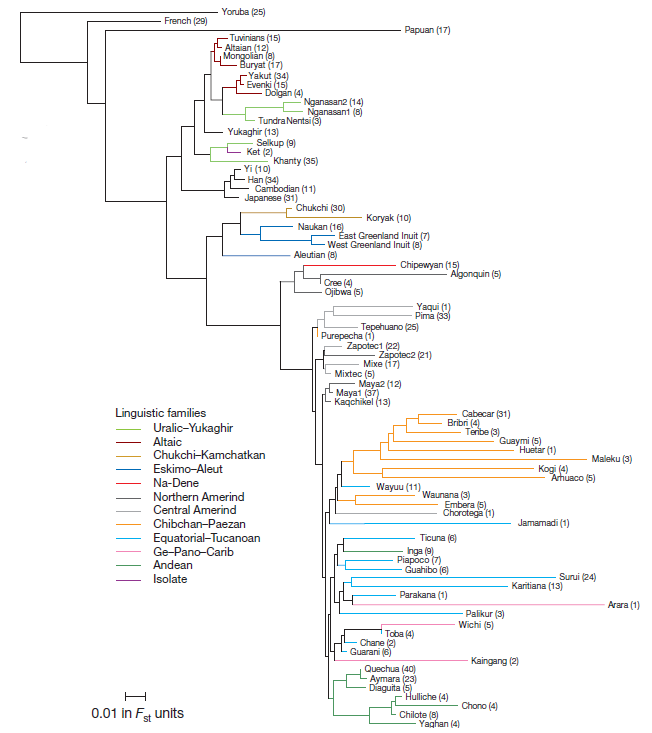 Yoruba (25)
French (29)
Papuan (17)
Tuvinians (15)
Altaian (12)
Mongolian (8)
Buryat (17)
Yakut (34)
Evenki (15)
Dolgan (4)
Nganasan2 (14)
Nganasan1 (8)
Tundra Nentsi (3)
Yukaghir (13)
Selkup (9)
Ket (2)
Khanty (35)
Yi (10)
Han (34)
Cambodian (11)
Japanese (31)
Chukchi (30)
Koryak (10)
Naukan (16)
East Greenland Inuit (7)
West Greenland Inuit (8)
Aleutian (8)
Chipewyan (15)
Algonquin (5)
Cree (4)
Ojibwa (5)
Yaqui (1)
Pima (33)
Tepehuano (25)
Purepecha (1)
Zapotec1 (22)
Zapotec2 (21)
Mixe (17)
Mixtec (5)
Maya2 (12)
Maya1 (37)
Kaqchikel (13)
Cabecar (31)
Bribri (4)
Teribe (3)
Guaymi (5)
Huetar (1)
Maleku (3)
Kogi (4)
Arhuaco (5)
Wayuu (11)
Waunana (3)
Embera (5)
Chorotega (1)
Jamamadi (1)
Ticuna (6)
Inga (9)
Piapoco (7)
Guahibo (6)
Surui (24)
Karitiana (13)
Parakana (1)
Arara (1)
Palikur (3)
Wichi (5)
Toba (4)
Chane (2)
Guarani (6)
Kaingang (2)
Quechua (40)
Aymara (23)
Diaguita (5)
Hulliche (4)
Chono (4)
Chilote (8)
Yaghan (4)
Linguistic families
Uralic–Yukaghir
Altaic
Chukchi–Kamchatkan
Eskimo–Aleut
Na-Dene
Northern Amerind
Central Amerind
Chibchan–Paezan
Equatorial–Tucanoan
Ge–Pano–Carib
Andean
Isolate
0.01 in Fst units